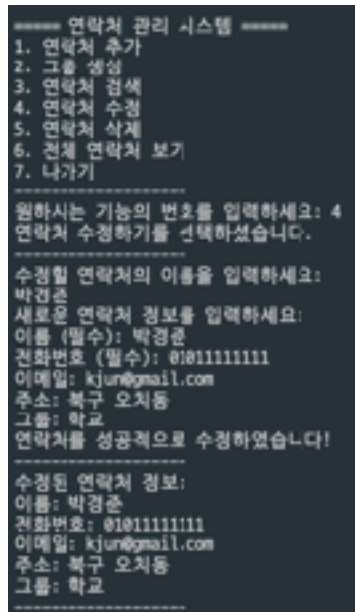 ===== 연락처 관리 시스템 =====
1. 연락처 추가
2. 그룹 생성
3. 연락처 검색
4. 연락처 수정
5. 연락처 삭제
6. 전체 연락처 보기
7. 나가기
--------------------
원하시는 기능의 번호를 입력하세요: 4
연락처 수정하기를 선택하셨습니다.
--------------------
수정할 연락처의 이름을 입력하세요:
박경준
새로운 연락처 정보를 입력하세요:
이름 (필수): 박경준
전화번호 (필수): 01011111111
이메일: kjun@gmail.com
주소: 북구 오치동
그룹: 학교
연락처를 성공적으로 수정하였습니다!
--------------------
수정된 연락처 정보:
이름: 박경준
전화번호: 01011111111
이메일: kjun@gmail.com
주소: 북구 오치동
그룹: 학교
--------------------